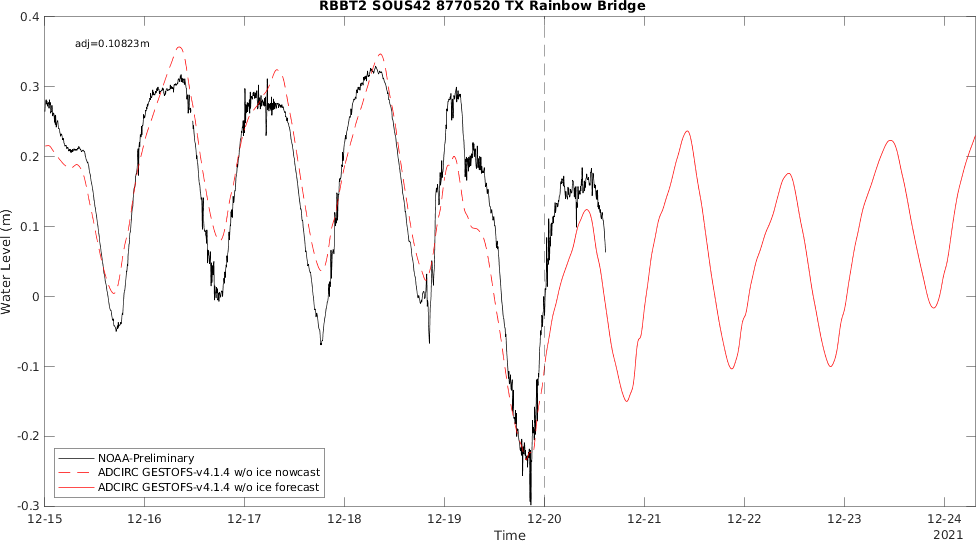 RBBT2 SOUS42 8770520 TX Rainbow Bridge
adj=0.10823m
Water Level (m)
0.4
0.3
0.2
0.1
0
-0.1
-0.2
-0.3
NOAA-Preliminary
ADCIRC GESTOFS-v4.1.4 w/o ice nowcast
ADCIRC GESTOFS-v4.1.4 w/o ice forecast
12-15 12-16 12-17 12-18 12-19 12-20 12-21 12-22 12-23 12-24
Time
2021